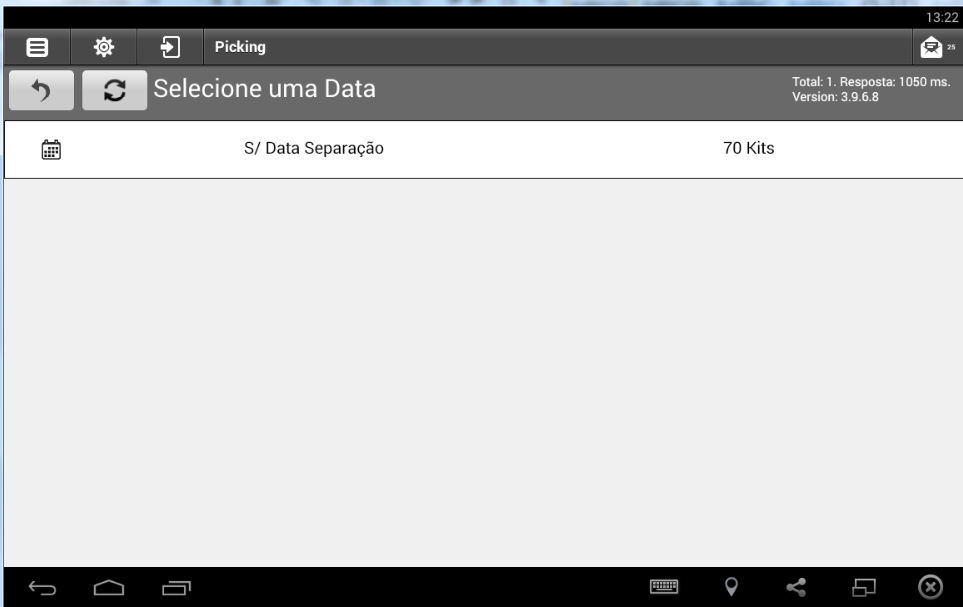 13:22
Picking
25
Selecione uma Data
Total: 1. Resposta: 1050 ms.
Version: 3.9.6.8
S/ Data Separação
70 Kits